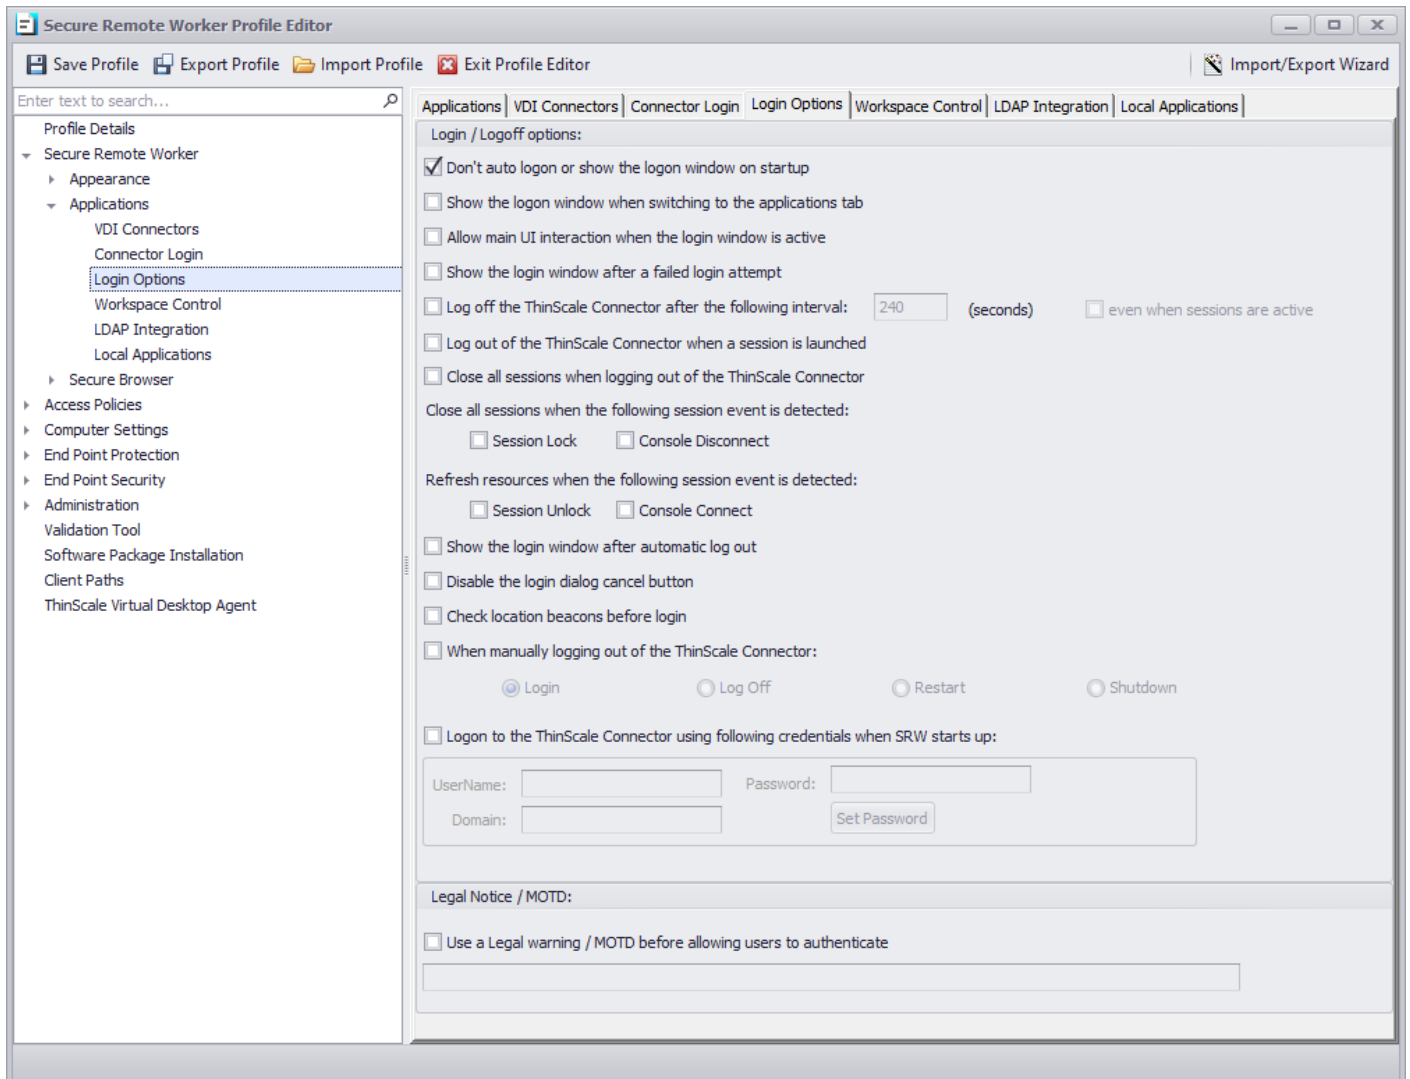 Secure Remote Worker Profile Editor
Save Profile Export Profile Import Profile Exit Profile Editor Import/Export Wizard
Enter text to search...
Profile Details
Secure Remote Worker
Appearance
Applications
VDI Connectors
Connector Login
Login Options
Workspace Control
LDAP Integration
Local Applications
Secure Browser
Access Policies
Computer Settings
End Point Protection
End Point Security
Administration
Validation Tool
Software Package Installation
Client Paths
ThinScale Virtual Desktop Agent
Applications VDI Connectors Connector Login Login Options Workspace Control LDAP Integration Local Applications
Login / Logoff options:
Don't auto logon or show the logon window on startup
Show the logon window when switching to the applications tab
Allow main UI interaction when the login window is active
Show the login window after a failed login attempt
Log off the ThinScale Connector after the following interval: 240 (seconds) even when sessions are active
Log out of the ThinScale Connector when a session is launched
Close all sessions when logging out of the ThinScale Connector
Close all sessions when the following session event is detected:
Session Lock Console Disconnect
Refresh resources when the following session event is detected:
Session Unlock Console Connect
Show the login window after automatic log out
Disable the login dialog cancel button
Check location beacons before login
When manually logging out of the ThinScale Connector:
Login Log Off Restart Shutdown
Logon to the ThinScale Connector using following credentials when SRW starts up:
UserName: Password:
Domain: Set Password
Legal Notice / MOTD:
Use a Legal warning / MOTD before allowing users to authenticate